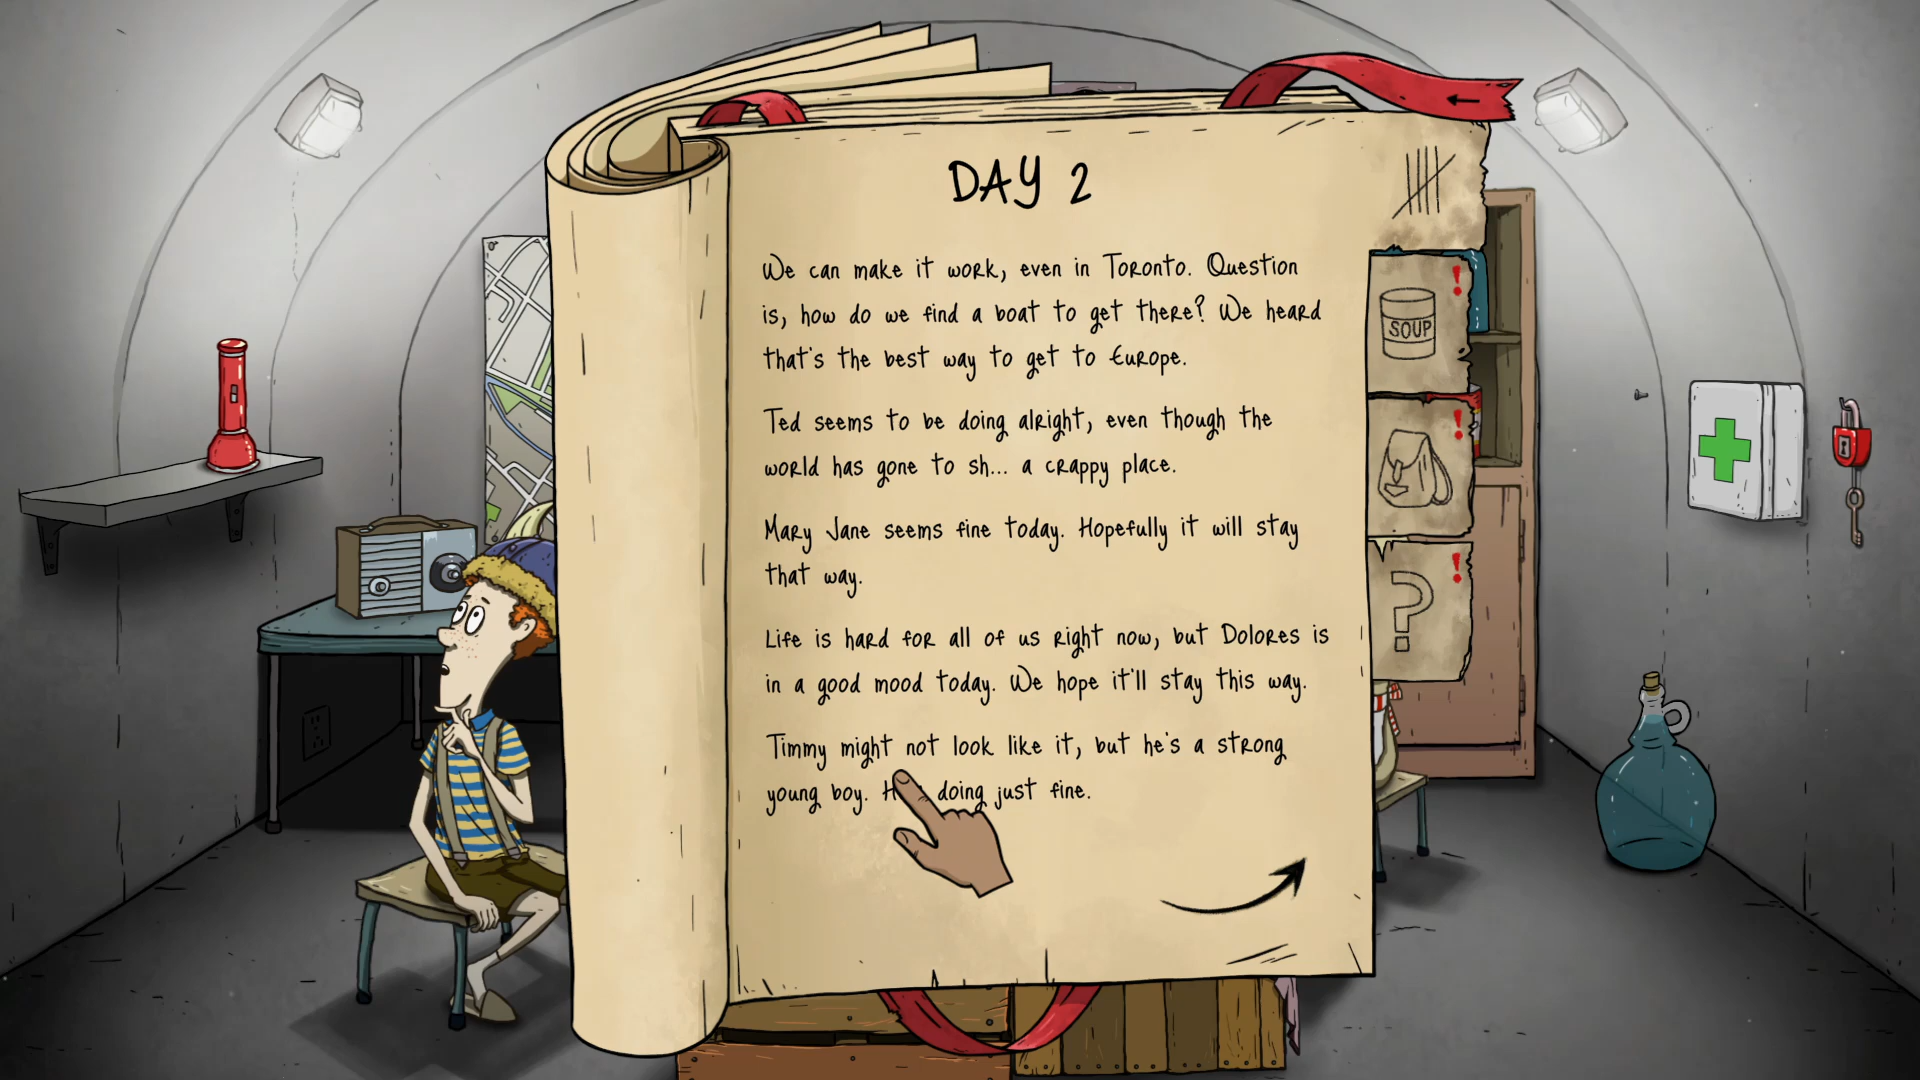 DAY 2
We can make it work, even in Toronto. Question
is, how do we find a boat to get there? We heard
that's the best way to get to Europe.
Ted seems to be doing alright, even though the
world has gone to sh... a crappy place.
Mary Jane seems fine today. Hopefully it will stay
that way.
Life is hard for all of us right now, but Dolores is
in a good mood today. We hope it'll stay this way.
Timmy might not look like it, but he's a strong
young boy. doing just fine.
SOUP
!
!
?
!